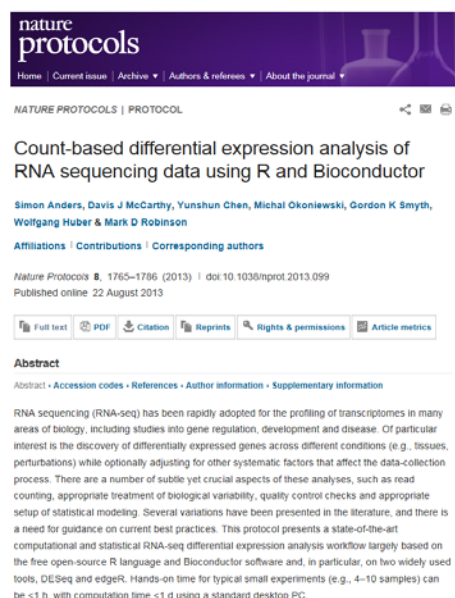 nature
protocols
Home | Current issue | Archive ▼ | Authors & referees ▼ | About the journal ▼
NATURE PROTOCOLS | PROTOCOL
Count-based differential expression analysis of
RNA sequencing data using R and Bioconductor
Simon Anders, Davis J McCarthy, Yunshun Chen, Michal Okoniewski, Gordon K Smyth,
Wolfgang Huber & Mark D Robinson
Affiliations | Contributions | Corresponding authors
Nature Protocols 8, 1765–1786 (2013) | doi:10.1038/nprot.2013.099
Published online 22 August 2013
Full text PDF Citation Reprints Rights & permissions Article metrics
Abstract
Abstract • Accession codes • References • Author information • Supplementary information
RNA sequencing (RNA-seq) has been rapidly adopted for the profiling of transcriptomes in many
areas of biology, including studies into gene regulation, development and disease. Of particular
interest is the discovery of differentially expressed genes across different conditions (e.g., tissues,
perturbations) while optionally adjusting for other systematic factors that affect the data-collection
process. There are a number of subtle yet crucial aspects of these analyses, such as read
counting, appropriate treatment of biological variability, quality control checks and appropriate
setup of statistical modeling. Several variations have been presented in the literature, and there is
a need for guidance on current best practices. This protocol presents a state-of-the-art
computational and statistical RNA-seq differential expression analysis workflow largely based on
the free open-source R language and Bioconductor software and, in particular, on two widely used
tools, DESeq and edgeR. Hands-on time for typical small experiments (e.g., 4–10 samples) can
be <1 h, with computation time <1 d using a standard desktop PC.